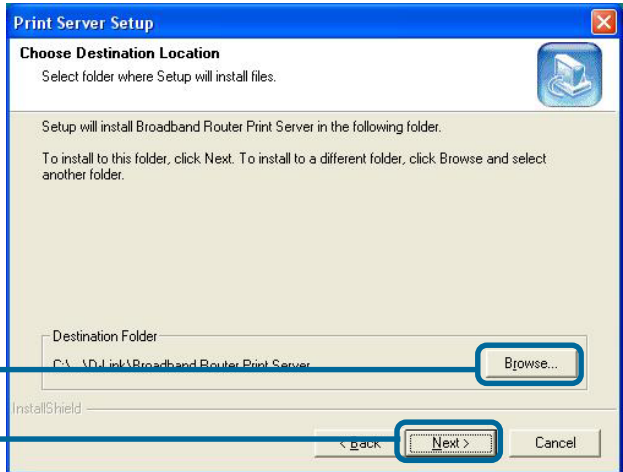 Print Server Setup
Choose Destination Location
Select folder where Setup will install files.
Setup will install Broadband Router Print Server in the following folder.
To install to this folder, click Next. To install to a different folder, click Browse and select
another folder.
Destination Folder
C:\...\D-Link\Broadband Router Print Server
Browse...
InstallShield
< Back
Next >
Cancel